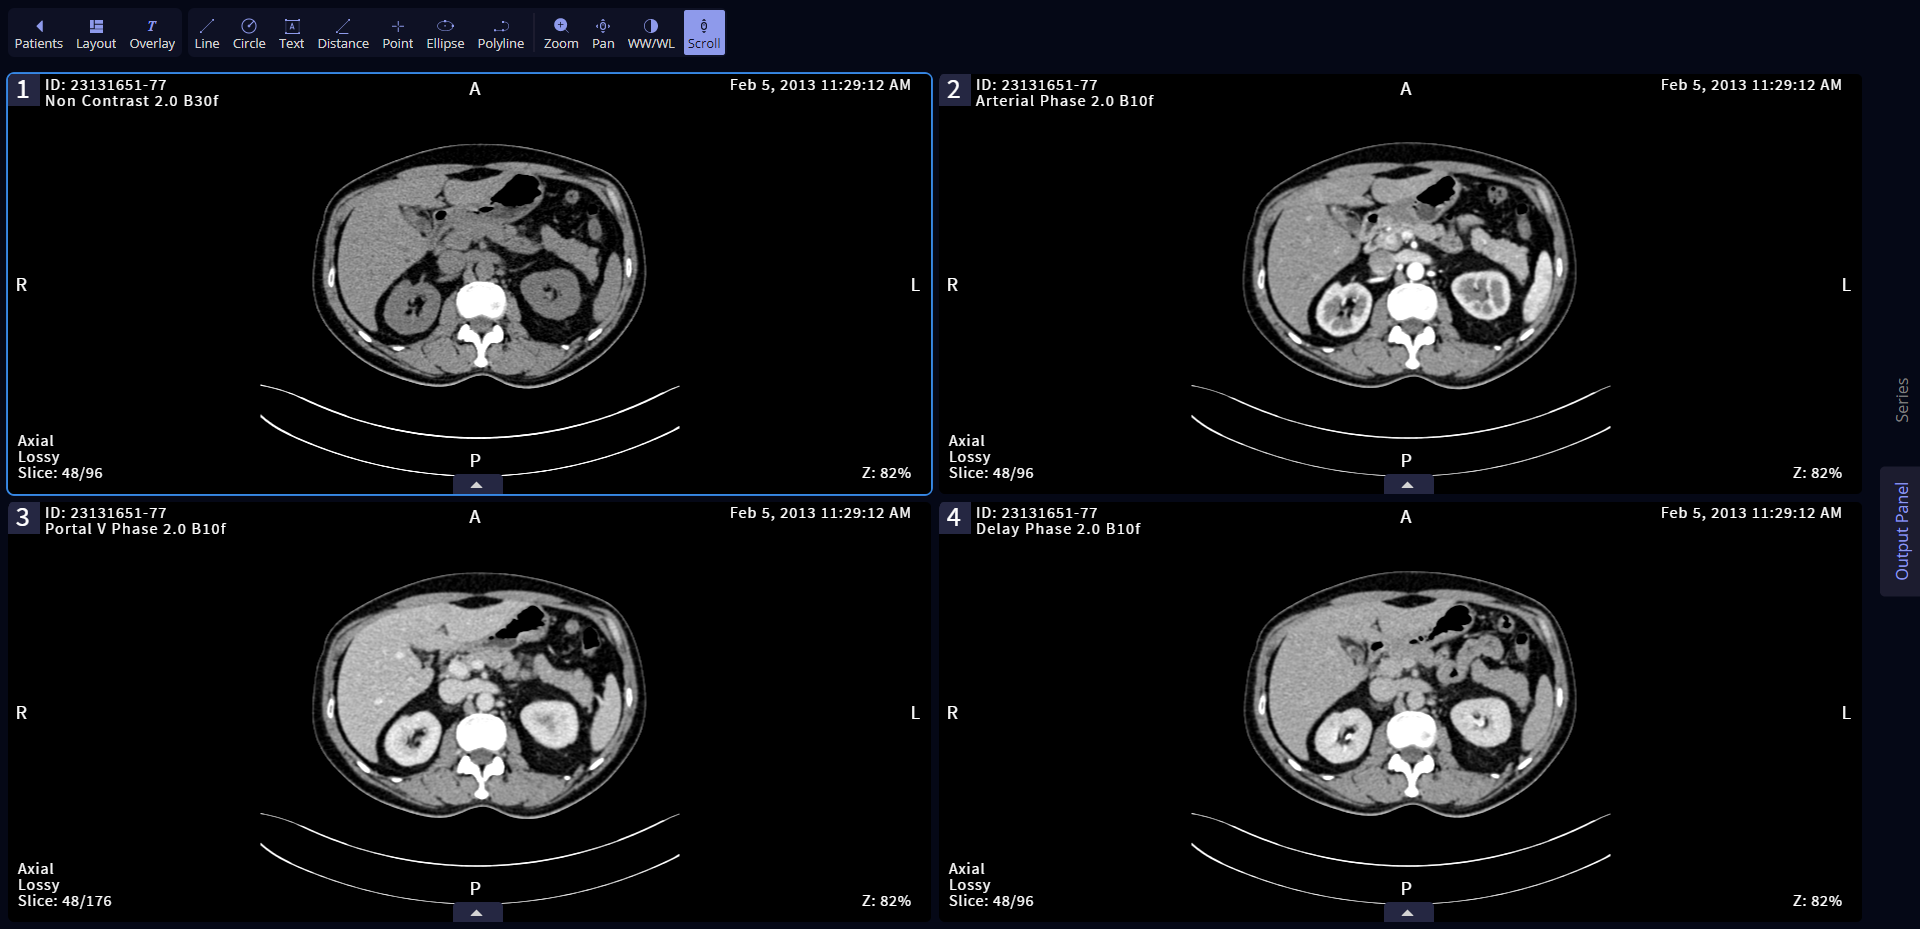 Patients Layout Overlay Line Circle Text Distance Point Ellipse Polyline Zoom Pan WW/WL Scroll
1
ID: 23131651-77
Non Contrast 2.0 B30f
A
Feb 5, 2013 11:29:12 AM
R
L
Axial
Lossy
Slice: 48/96
P
Z: 82%
2
ID: 23131651-77
Arterial Phase 2.0 B10f
A
Feb 5, 2013 11:29:12 AM
R
L
Axial
Lossy
Slice: 48/96
P
Z: 82%
3
ID: 23131651-77
Portal V Phase 2.0 B10f
A
Feb 5, 2013 11:29:12 AM
R
L
Axial
Lossy
Slice: 48/176
P
Z: 82%
4
ID: 23131651-77
Delay Phase 2.0 B10f
A
Feb 5, 2013 11:29:12 AM
R
L
Axial
Lossy
Slice: 48/96
P
Z: 82%
Series
Output Panel